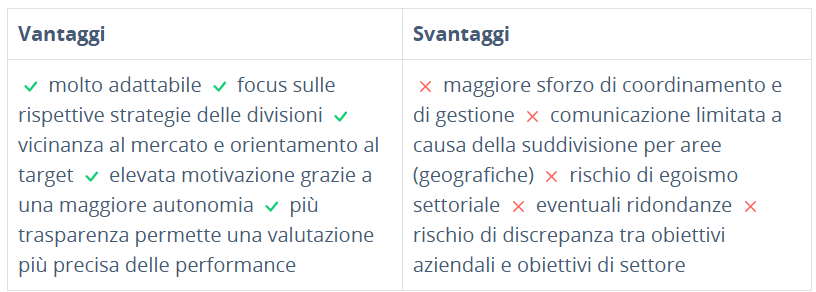 Vantaggi
Svantaggi
✓ molto adattabile ✓ focus sulle
rispettive strategie delle divisioni ✓
vicinanza al mercato e orientamento al
target ✓ elevata motivazione grazie a
una maggiore autonomia ✓ più
trasparenza permette una valutazione
più precisa delle performance
× maggiore sforzo di coordinamento e
di gestione × comunicazione limitata a
causa della suddivisione per aree
(geografiche) × rischio di egoismo
settoriale × eventuali ridondanze ×
rischio di discrepanza tra obiettivi
aziendali e obiettivi di settore